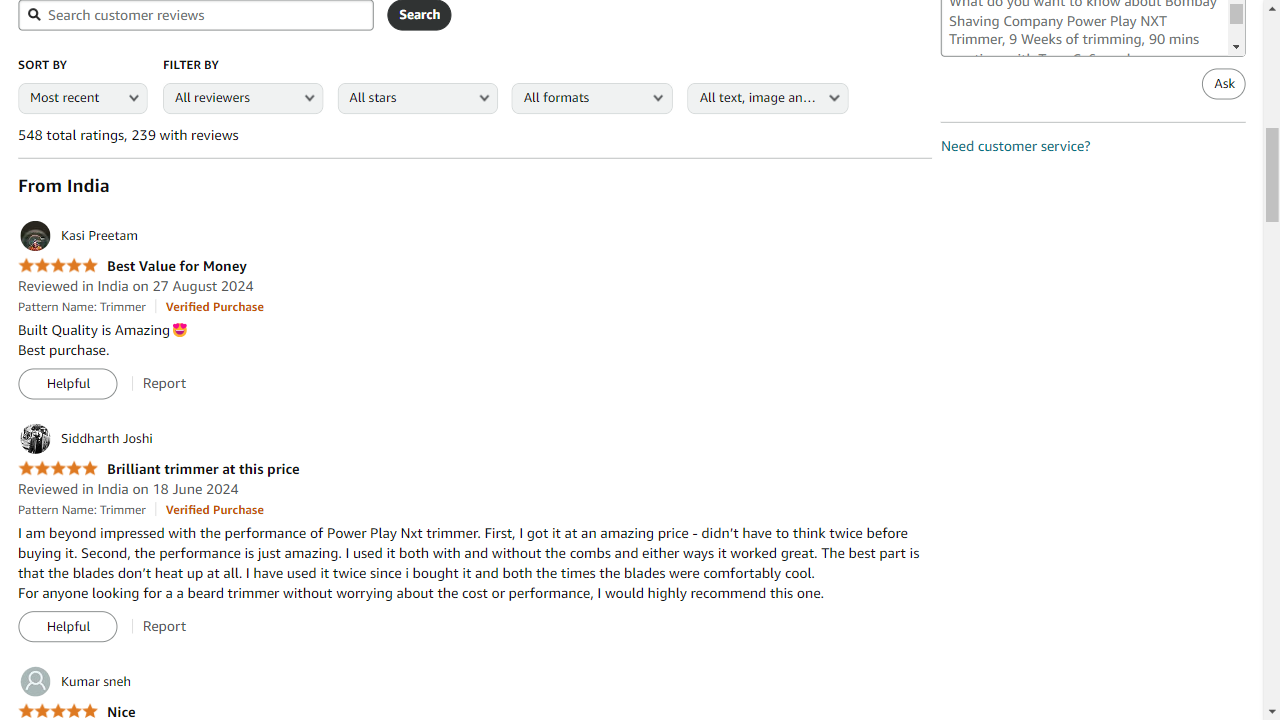 Search customer reviews
Search
What do you want to know about Bombay
Shaving Company Power Play NXT
Trimmer, 9 Weeks of trimming, 90 mins
Ask
Need customer service?
SORT BY
FILTER BY
Most recent
All reviewers
All stars
All formats
All text, image an...
548 total ratings, 239 with reviews
From India
Kasi Preetam
Best Value for Money
Reviewed in India on 27 August 2024
Pattern Name: Trimmer
Verified Purchase
Built Quality is Amazing😍
Best purchase.
Helpful
Report
Siddharth Joshi
Brilliant trimmer at this price
Reviewed in India on 18 June 2024
Pattern Name: Trimmer
Verified Purchase
I am beyond impressed with the performance of Power Play Nxt trimmer. First, I got it at an amazing price - didn’t have to think twice before
buying it. Second, the performance is just amazing. I used it both with and without the combs and either ways it worked great. The best part is
that the blades don’t heat up at all. I have used it twice since i bought it and both the times the blades were comfortably cool.
For anyone looking for a a beard trimmer without worrying about the cost or performance, I would highly recommend this one.
Helpful
Report
Kumar sneh
Nice